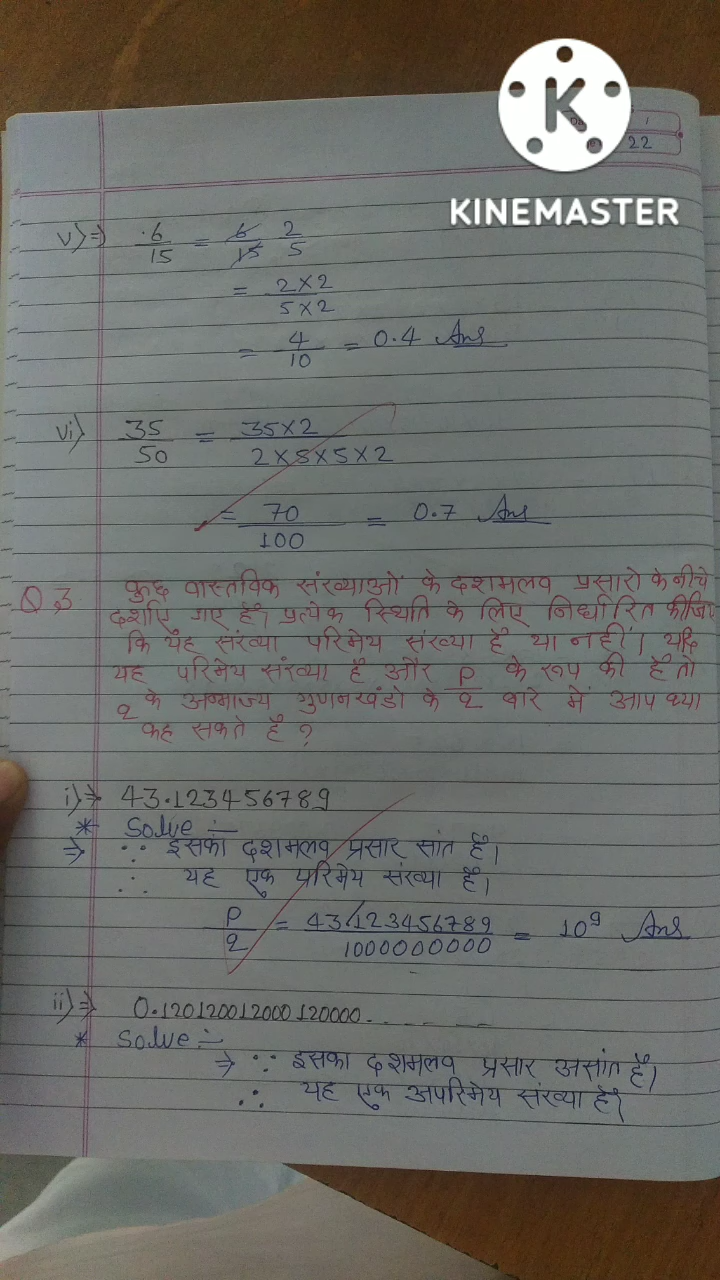 K
KINEMASTER
22
v)⇒ 6/15 = 6/15 2/5
= 2×2/5×2
= 4/10 = 0.4 Ans
vi) 35/50 = 35×2/2×5×5×2
= 70/100 = 0.7 Ans
Q.3 कुछ वास्तविक संख्याओं के दशमलव प्रसारो के नीचे
दर्शाए गए हैं, प्रत्येक स्थिति के लिए निर्धारित कीजिए
कि यह संख्या परिमेय संख्या है या नहीं। यदि
यह परिमेय संख्या है और p/q के रूप की है तो
q के अभाज्य गुणनखंडो के बारे में आप क्या
कह सकते है ?
i)⇒ 43.123456789
* Solve :-
⇒ ∵ इसका दशमलव प्रसार सांत है।
∴ यह एक परिमेय संख्या है।
p/q = 43123456789/1000000000 = 10⁹ Ans
ii)⇒ 0.120120012000120000- - - - -
* Solve :-
⇒ ∵ इसका दशमलव प्रसार असांत है।
∴ यह एक अपरिमेय संख्या है।